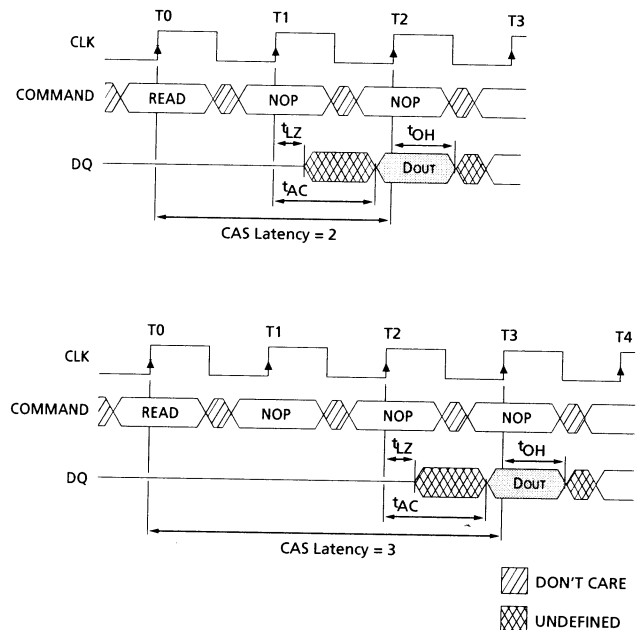 T0 T1 T2 T3
CLK
COMMAND READ NOP NOP
tLZ tOH
DQ DOUT
tAC
CAS Latency = 2
T0 T1 T2 T3 T4
CLK
COMMAND READ NOP NOP NOP
tLZ tOH
DQ DOUT
tAC
CAS Latency = 3
DON'T CARE
UNDEFINED